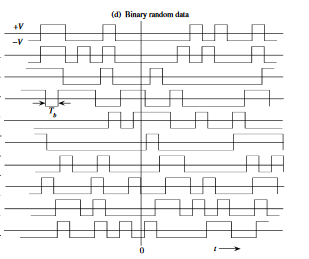 (d) Binary random data
+V
−V
T_b
0
t